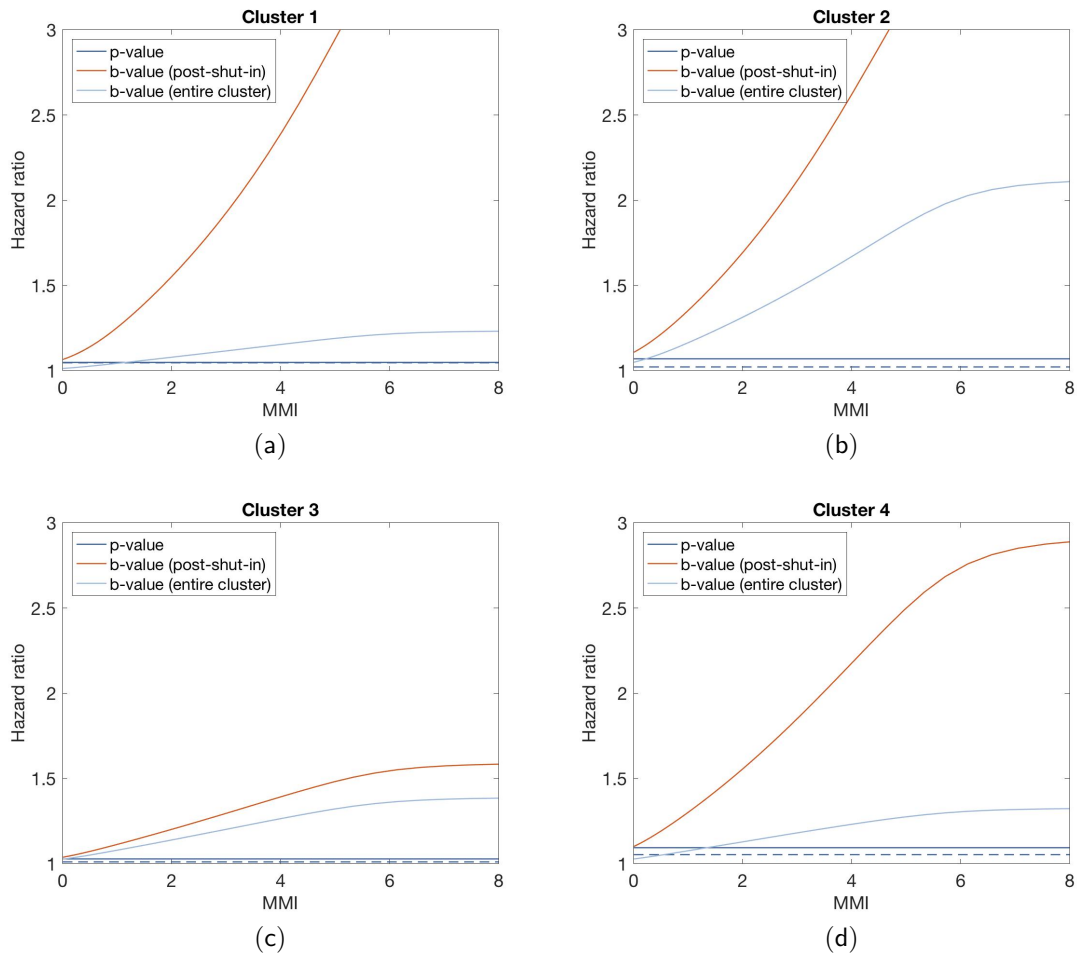 Cluster 1
3
2.5
2
1.5
1
Hazard ratio
p-value
b-value (post-shut-in)
b-value (entire cluster)
0 2 4 6 8
MMI
(a)
Cluster 2
3
2.5
2
1.5
1
Hazard ratio
p-value
b-value (post-shut-in)
b-value (entire cluster)
0 2 4 6 8
MMI
(b)
Cluster 3
3
2.5
2
1.5
1
Hazard ratio
p-value
b-value (post-shut-in)
b-value (entire cluster)
0 2 4 6 8
MMI
(c)
Cluster 4
3
2.5
2
1.5
1
Hazard ratio
p-value
b-value (post-shut-in)
b-value (entire cluster)
0 2 4 6 8
MMI
(d)